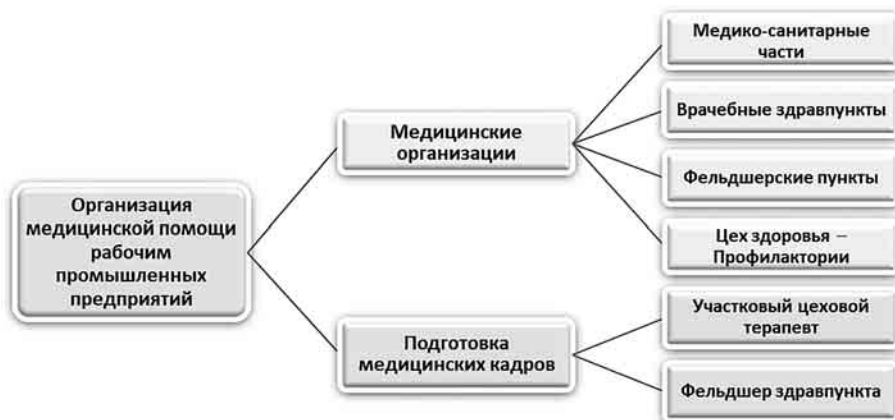 Организация
медицинской помощи
рабочим
промышленных
предприятий
Медицинские
организации
Медико-санитарные
части
Врачебные здравпункты
Фельдшерские пункты
Цех здоровья –
Профилактории
Подготовка
медицинских кадров
Участковый цеховой
терапевт
Фельдшер здравпункта